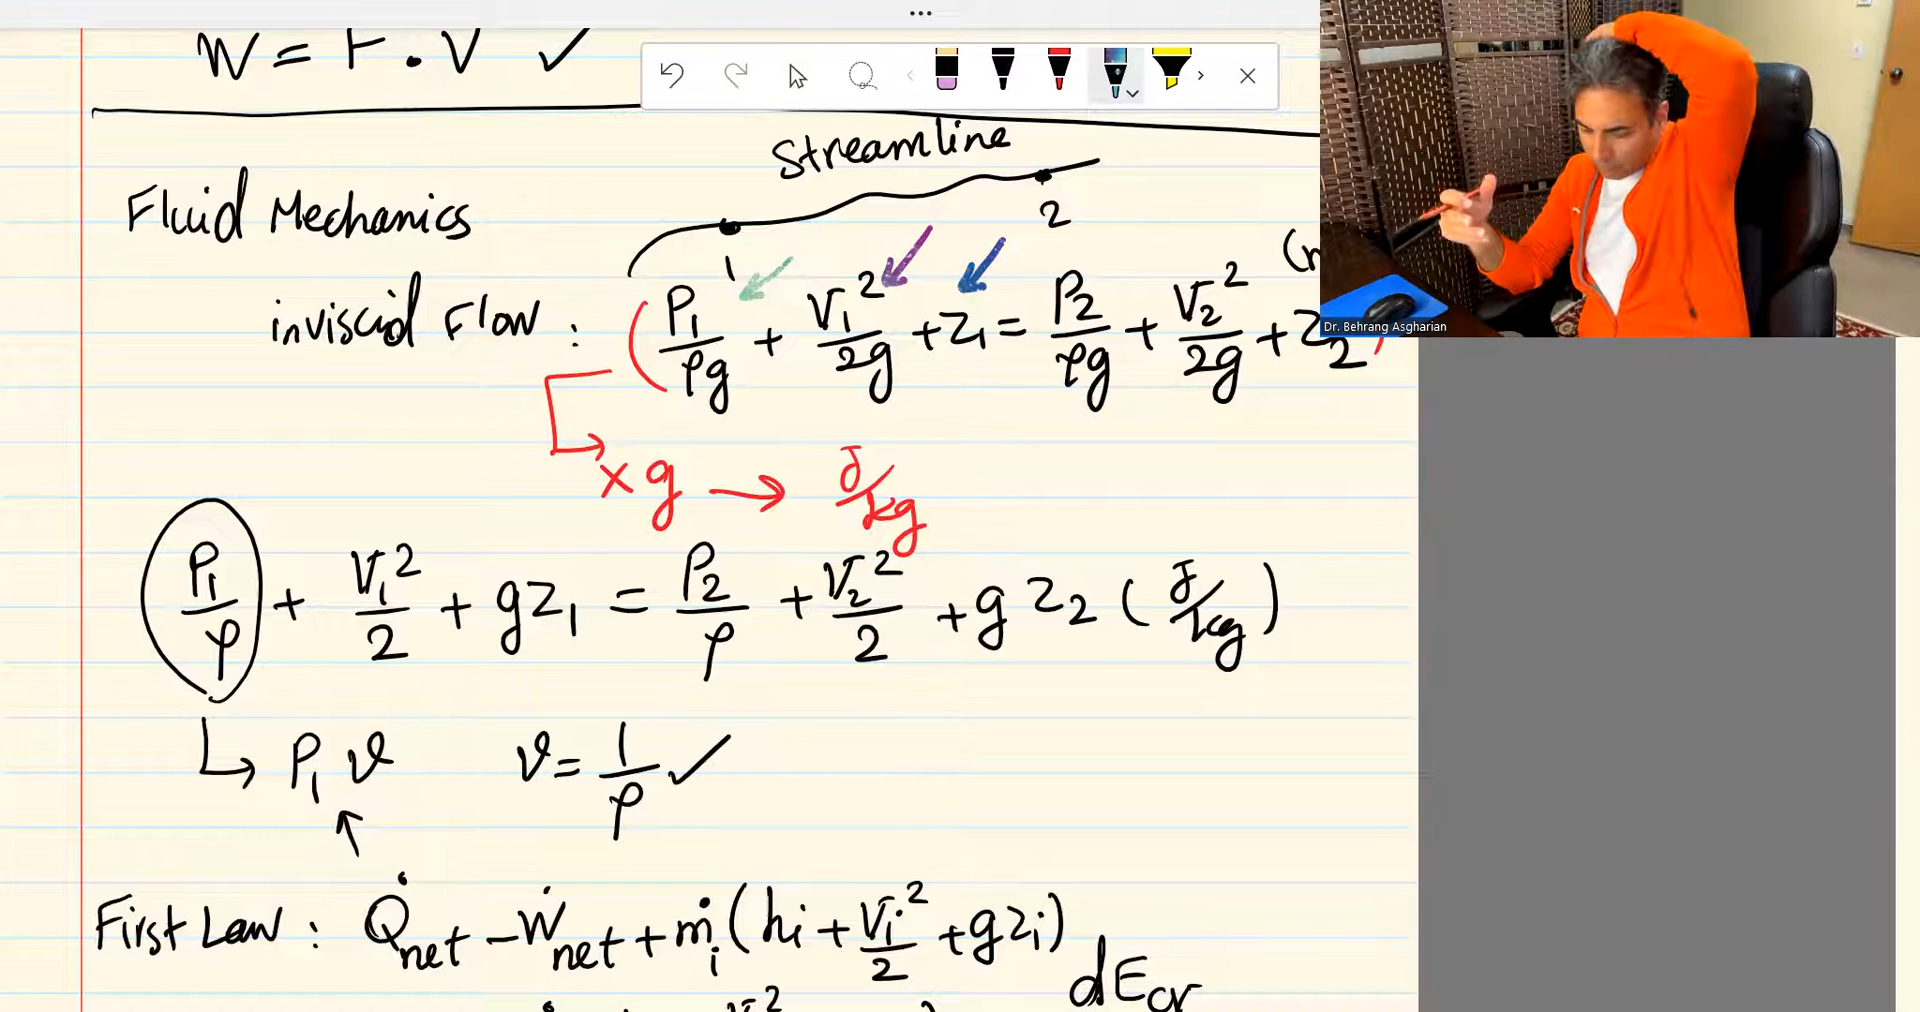 Ẇ = F · V ✓
Streamline
Fluid Mechanics
1 2
inviscid Flow : (P₁/ρg + V₁²/2g + Z₁ = P₂/ρg + V₂²/2g + Z₂)
Dr. Behrang Asgharian
× g → J/kg
P₁/ρ + V₁²/2 + gZ₁ = P₂/ρ + V₂²/2 + g Z₂ (J/kg)
↳ P₁ v v = 1/ρ ✓
First Law : Q̇net − Ẇnet + ṁi (hi + Vi²/2 + gZi)
dEcv